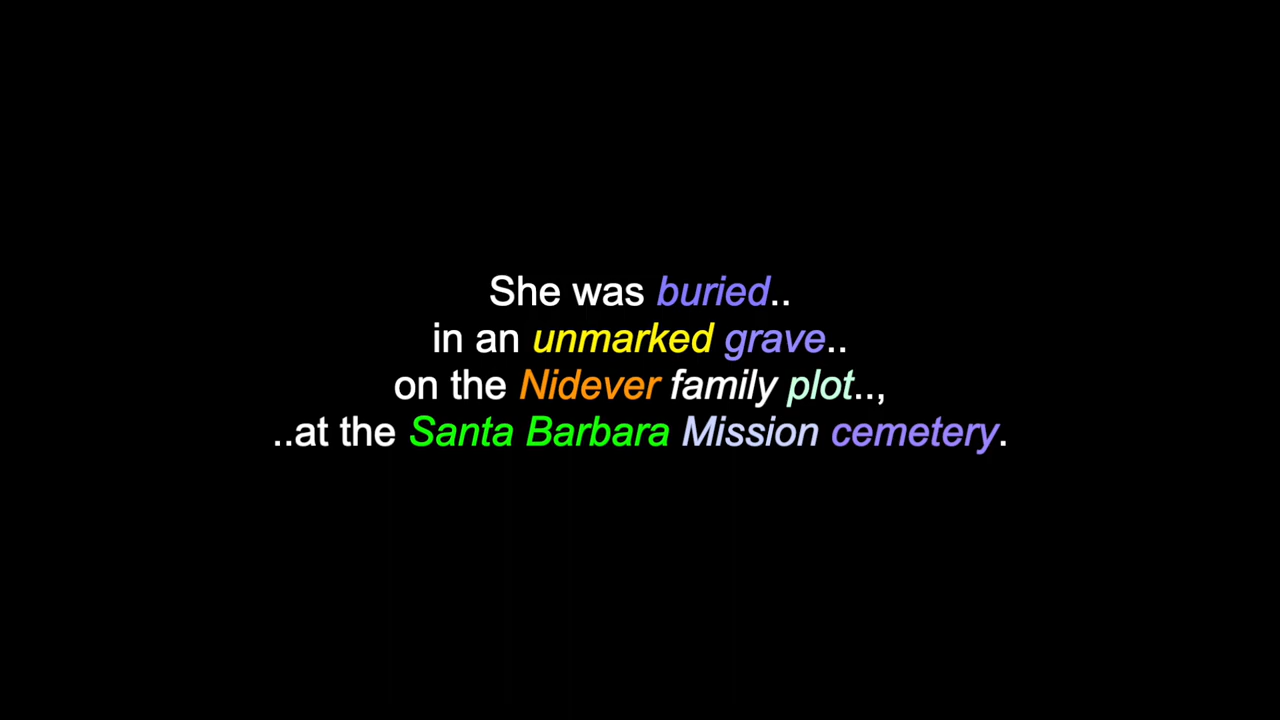 She was buried..
in an unmarked grave..
on the Nidever family plot..,
..at the Santa Barbara Mission cemetery.